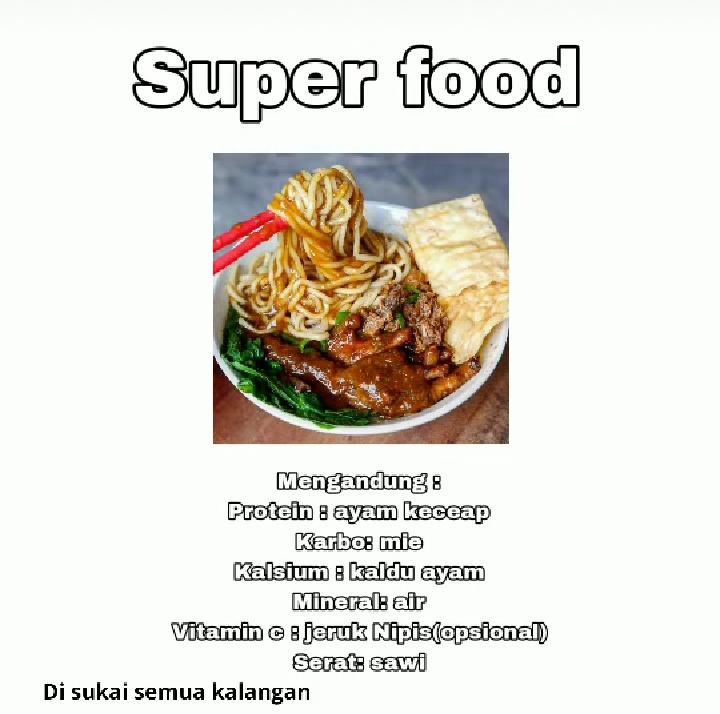 Super food
Mengandung :
Protein : ayam keceap
Karbo: mie
Kalsium : kaldu ayam
Mineral: air
Vitamin c : jeruk Nipis(opsional)
Serat: sawi
Di sukai semua kalangan